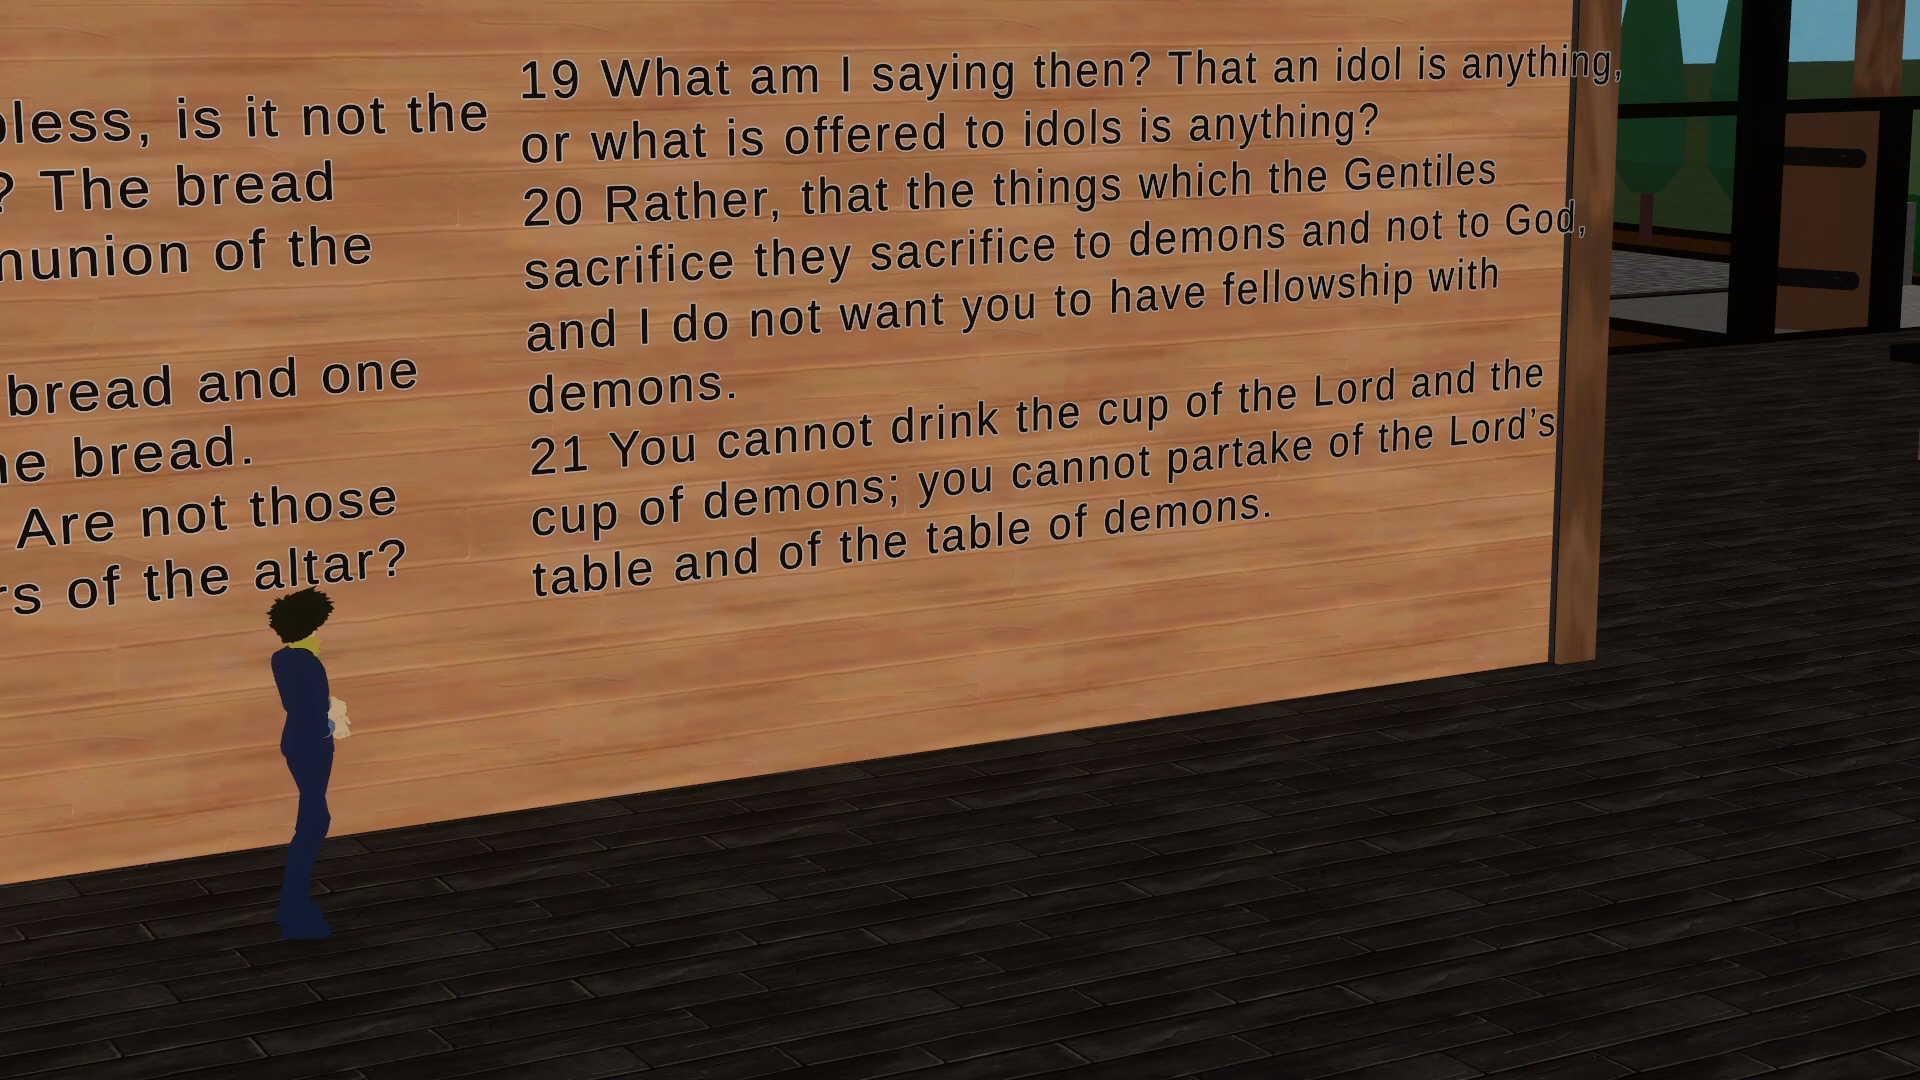 is it not the
? The bread
of the
bread and one
bread.
Are not those
of the altar?
19 What am I saying then? That an idol is anything,
or what is offered to idols is anything?
20 Rather, that the things which the Gentiles
sacrifice they sacrifice to demons and not to God,
and I do not want you to have fellowship with
demons.
21 You cannot drink the cup of the Lord and the
cup of demons; you cannot partake of the Lord’s
table and of the table of demons.